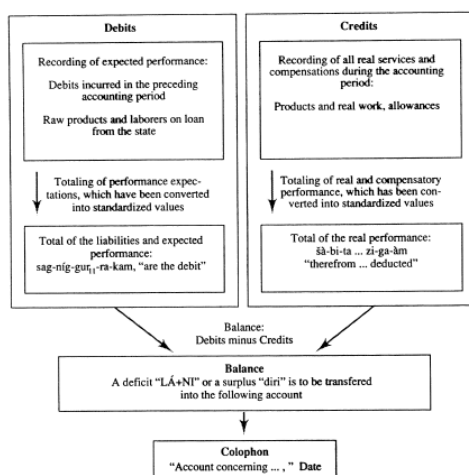 Debits
Recording of expected performance:
Debits incurred in the preceding
accounting period
Raw products and laborers on loan
from the state
Totaling of performance expec-
tations, which have been converted
into standardized values
Total of the liabilities and expected
performance:
sag-níg-gur₁₁-ra-kam, “are the debit”
Credits
Recording of all real services and
compensations during the accounting
period:
Products and real work, allowances
Totaling of real and compensatory
performance, which has been con-
verted into standardized values
Total of the real performance:
šà-bi-ta ... zi-ga-àm
“therefrom ... deducted”
Balance:
Debits minus Credits
Balance
A deficit “LÁ+NI” or a surplus “diri” is to be transfered
into the following account
Colophon
“Account concerning ... , ” Date